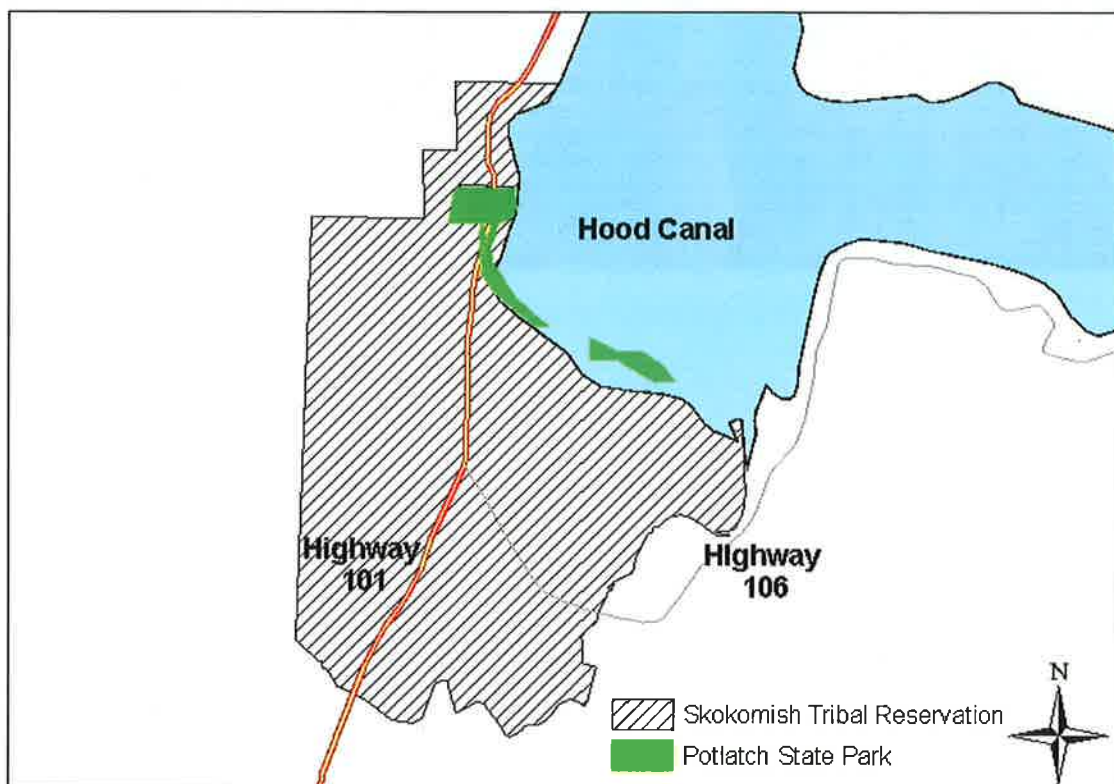 Hood Canal
Highway
101
HIghway
106
N
Skokomish Tribal Reservation
Potlatch State Park